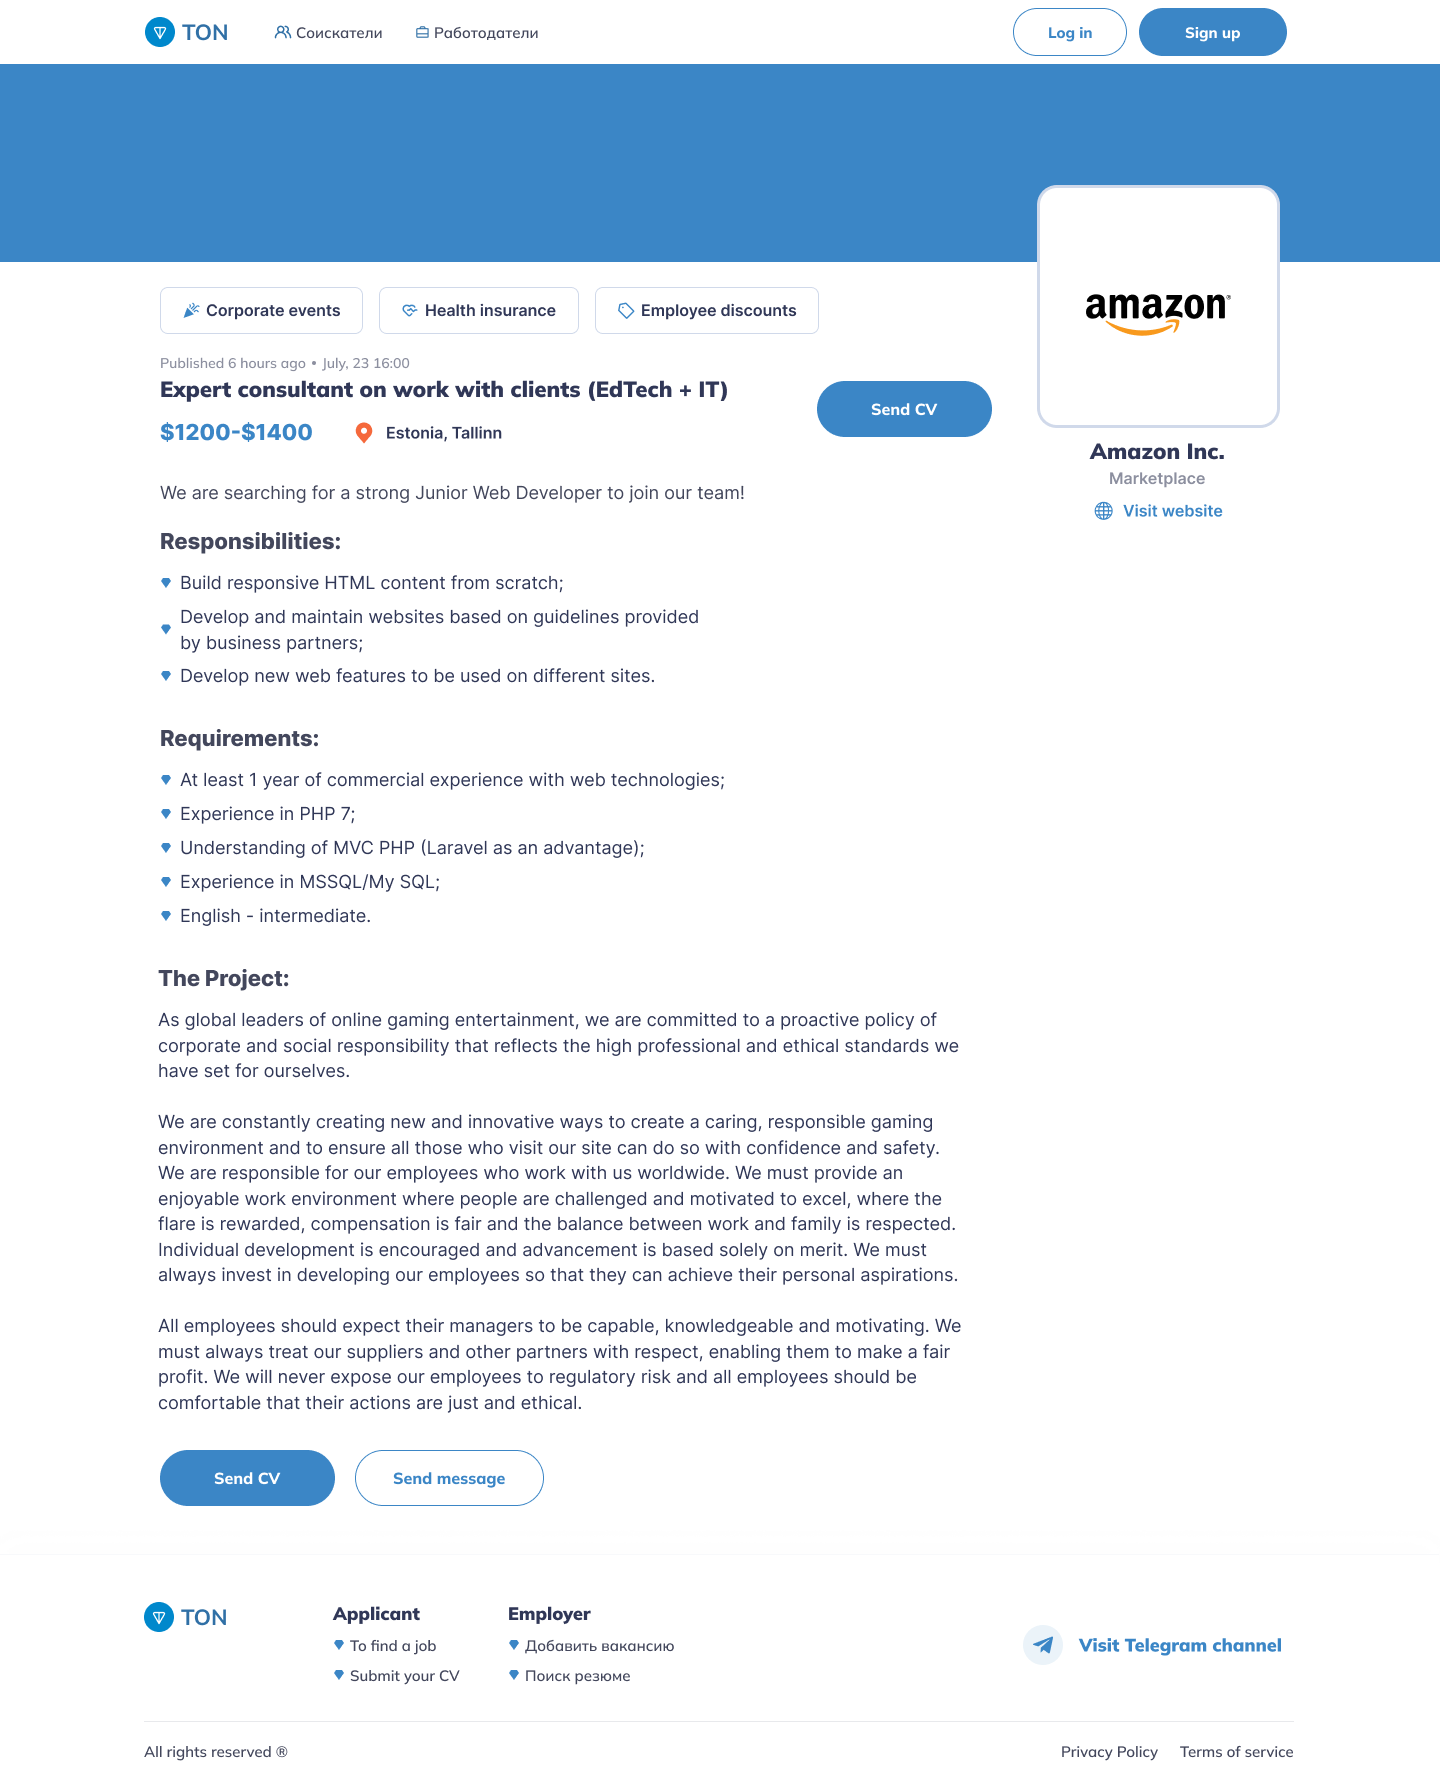 TON
Соискатели
Работодатели
Log in
Sign up
amazon®
Corporate events
Health insurance
Employee discounts
Published 6 hours ago • July, 23 16:00
Expert consultant on work with clients (EdTech + IT)
Send CV
$1200-$1400
Estonia, Tallinn
Amazon Inc.
Marketplace
Visit website
We are searching for a strong Junior Web Developer to join our team!
Responsibilities:
Build responsive HTML content from scratch;
Develop and maintain websites based on guidelines provided
by business partners;
Develop new web features to be used on different sites.
Requirements:
At least 1 year of commercial experience with web technologies;
Experience in PHP 7;
Understanding of MVC PHP (Laravel as an advantage);
Experience in MSSQL/My SQL;
English - intermediate.
The Project:
As global leaders of online gaming entertainment, we are committed to a proactive policy of
corporate and social responsibility that reflects the high professional and ethical standards we
have set for ourselves.
We are constantly creating new and innovative ways to create a caring, responsible gaming
environment and to ensure all those who visit our site can do so with confidence and safety.
We are responsible for our employees who work with us worldwide. We must provide an
enjoyable work environment where people are challenged and motivated to excel, where the
flare is rewarded, compensation is fair and the balance between work and family is respected.
Individual development is encouraged and advancement is based solely on merit. We must
always invest in developing our employees so that they can achieve their personal aspirations.
All employees should expect their managers to be capable, knowledgeable and motivating. We
must always treat our suppliers and other partners with respect, enabling them to make a fair
profit. We will never expose our employees to regulatory risk and all employees should be
comfortable that their actions are just and ethical.
Send CV
Send message
TON
Applicant
To find a job
Submit your CV
Employer
Добавить вакансию
Поиск резюме
Visit Telegram channel
All rights reserved ®
Privacy Policy
Terms of service